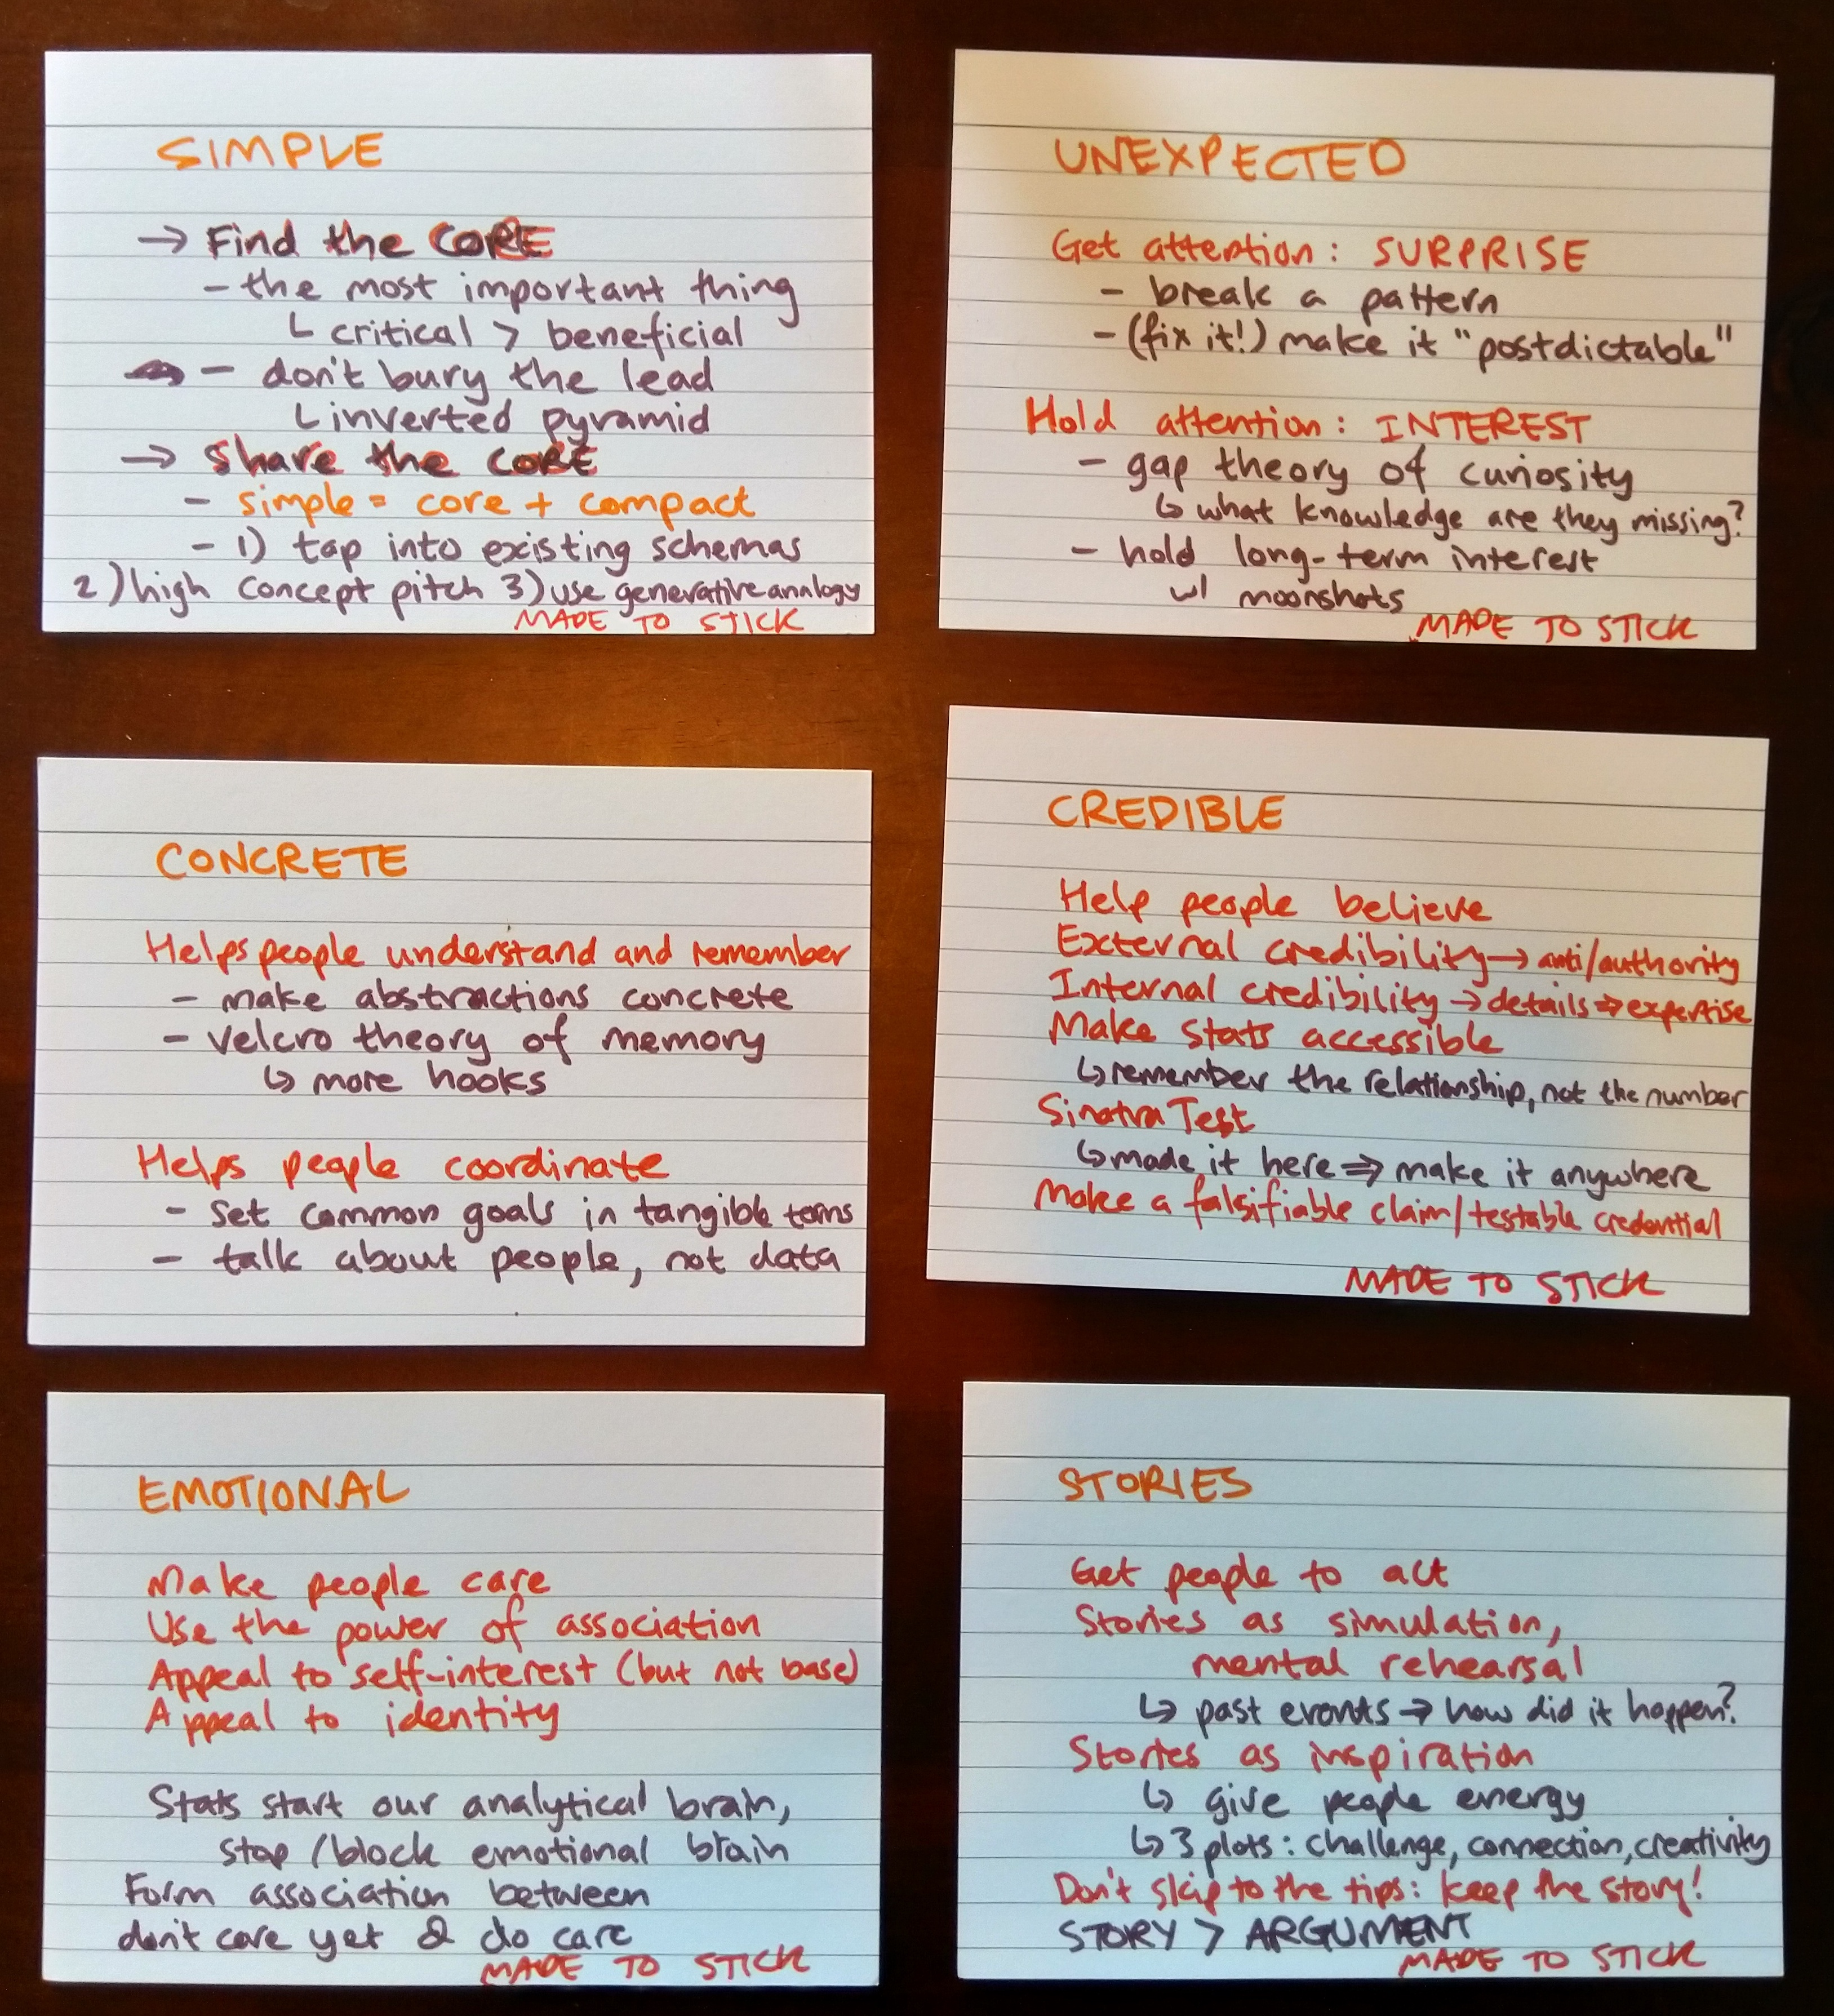 SIMPLE
→ Find the CORE
- the most important thing
└ critical > beneficial
- don't bury the lead
└ inverted pyramid
→ Share the CORE
- simple = core + compact
- 1) tap into existing schemas
2) high concept pitch 3) use generative analogy
MADE TO STICK
UNEXPECTED
Get attention: SURPRISE
- break a pattern
- (fix it!) make it "postdictable"
Hold attention: INTEREST
- gap theory of curiosity
↳ what knowledge are they missing?
- hold long-term interest
w/ moonshots
MADE TO STICK
CONCRETE
Helps people understand and remember
- make abstractions concrete
- velcro theory of memory
↳ more hooks
Helps people coordinate
- set common goals in tangible terms
- talk about people, not data
CREDIBLE
Help people believe
External credibility → anti/authority
Internal credibility → details ⇒ expertise
Make stats accessible
↳ remember the relationship, not the number
Sinatra Test
↳ made it here ⇒ make it anywhere
Make a falsifiable claim/testable credential
MADE TO STICK
EMOTIONAL
Make people care
Use the power of association
Appeal to self-interest (but not base)
Appeal to identity
Stats start our analytical brain,
stop/block emotional brain
Form association between
don't care yet & do care
MADE TO STICK
STORIES
Get people to act
Stories as simulation,
mental rehearsal
↳ past events → how did it happen?
Stories as inspiration
↳ give people energy
↳ 3 plots: challenge, connection, creativity
Don't skip to the tips: keep the story!
STORY > ARGUMENT
MADE TO STICK